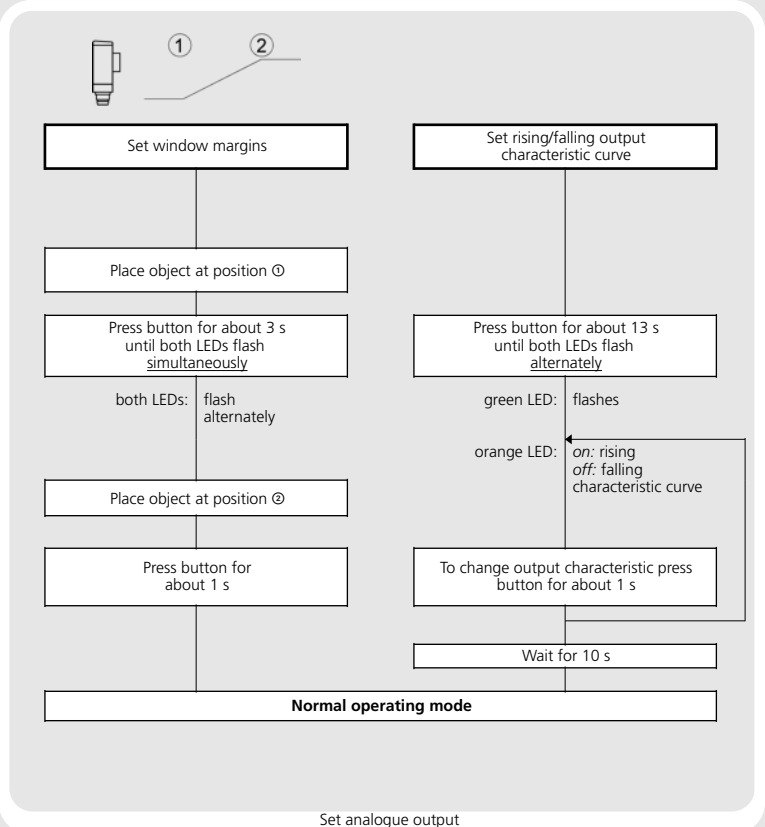 ① ②
Set window margins
Place object at position ①
Press button for about 3 s
until both LEDs flash
simultaneously
both LEDs: flash
alternately
Place object at position ②
Press button for
about 1 s
Set rising/falling output
characteristic curve
Press button for about 13 s
until both LEDs flash
alternately
green LED: flashes
orange LED: on: rising
off: falling
characteristic curve
To change output characteristic press
button for about 1 s
Wait for 10 s
Normal operating mode
Set analogue output